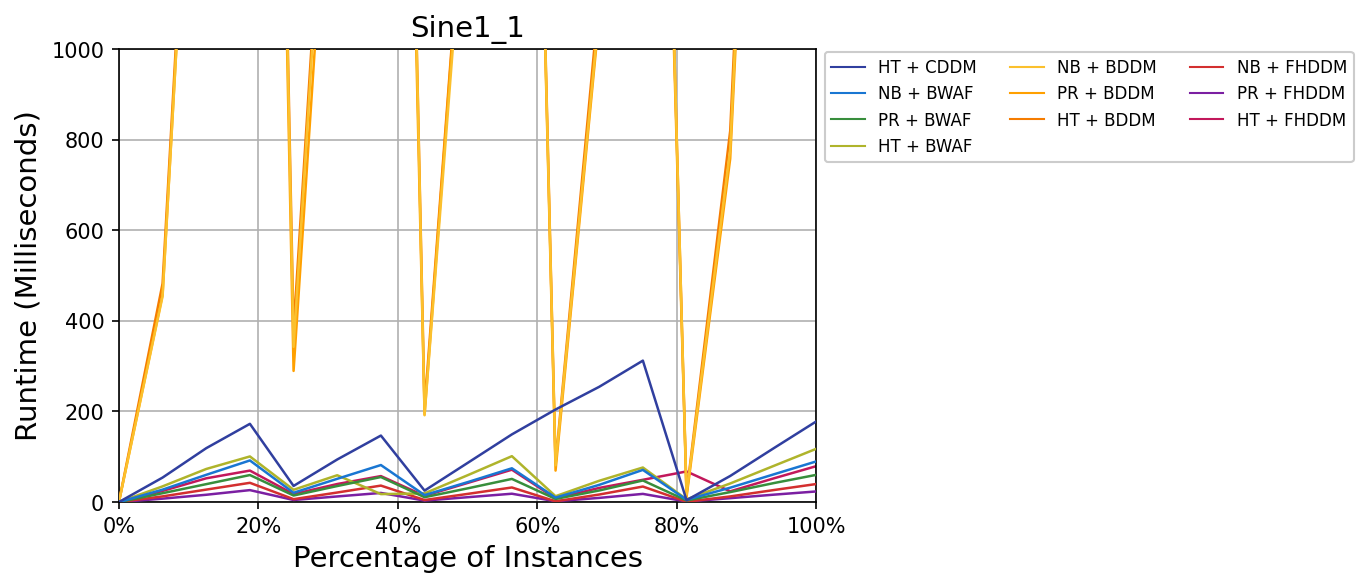 Sine1_1
1000
800
600
400
200
0
Runtime (Milliseconds)
0% 20% 40% 60% 80% 100%
Percentage of Instances
HT + CDDM
NB + BWAF
PR + BWAF
HT + BWAF
NB + BDDM
PR + BDDM
HT + BDDM
NB + FHDDM
PR + FHDDM
HT + FHDDM